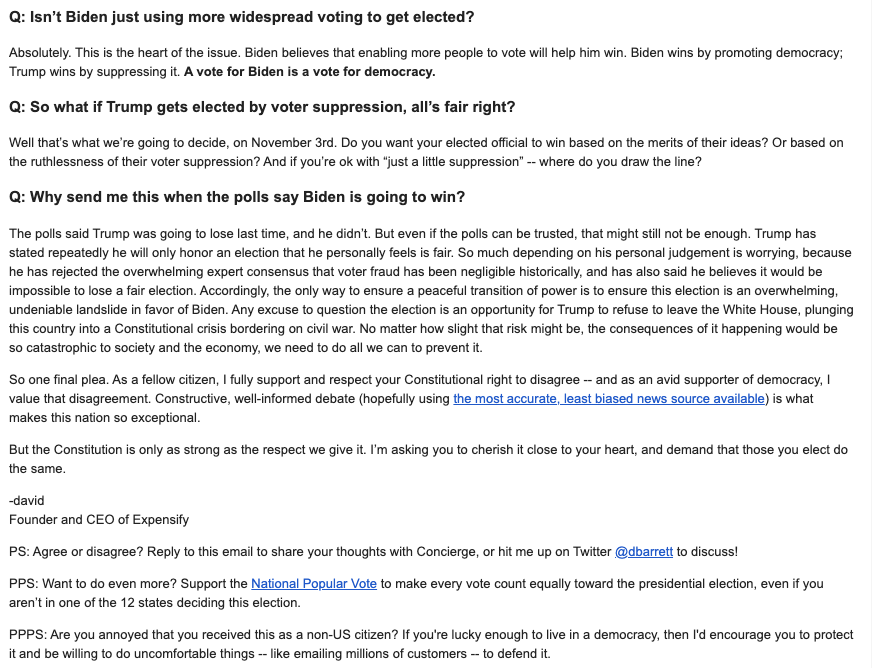 Q: Isn’t Biden just using more widespread voting to get elected?
Absolutely. This is the heart of the issue. Biden believes that enabling more people to vote will help him win. Biden wins by promoting democracy;
Trump wins by suppressing it. A vote for Biden is a vote for democracy.
Q: So what if Trump gets elected by voter suppression, all’s fair right?
Well that’s what we’re going to decide, on November 3rd. Do you want your elected official to win based on the merits of their ideas? Or based on
the ruthlessness of their voter suppression? And if you’re ok with “just a little suppression” -- where do you draw the line?
Q: Why send me this when the polls say Biden is going to win?
The polls said Trump was going to lose last time, and he didn’t. But even if the polls can be trusted, that might still not be enough. Trump has
stated repeatedly he will only honor an election that he personally feels is fair. So much depending on his personal judgement is worrying, because
he has rejected the overwhelming expert consensus that voter fraud has been negligible historically, and has also said he believes it would be
impossible to lose a fair election. Accordingly, the only way to ensure a peaceful transition of power is to ensure this election is an overwhelming,
undeniable landslide in favor of Biden. Any excuse to question the election is an opportunity for Trump to refuse to leave the White House, plunging
this country into a Constitutional crisis bordering on civil war. No matter how slight that risk might be, the consequences of it happening would be
so catastrophic to society and the economy, we need to do all we can to prevent it.
So one final plea. As a fellow citizen, I fully support and respect your Constitutional right to disagree -- and as an avid supporter of democracy, I
value that disagreement. Constructive, well-informed debate (hopefully using the most accurate, least biased news source available) is what
makes this nation so exceptional.
But the Constitution is only as strong as the respect we give it. I’m asking you to cherish it close to your heart, and demand that those you elect do
the same.
-david
Founder and CEO of Expensify
PS: Agree or disagree? Reply to this email to share your thoughts with Concierge, or hit me up on Twitter @dbarrett to discuss!
PPS: Want to do even more? Support the National Popular Vote to make every vote count equally toward the presidential election, even if you
aren’t in one of the 12 states deciding this election.
PPPS: Are you annoyed that you received this as a non-US citizen? If you're lucky enough to live in a democracy, then I'd encourage you to protect
it and be willing to do uncomfortable things -- like emailing millions of customers -- to defend it.